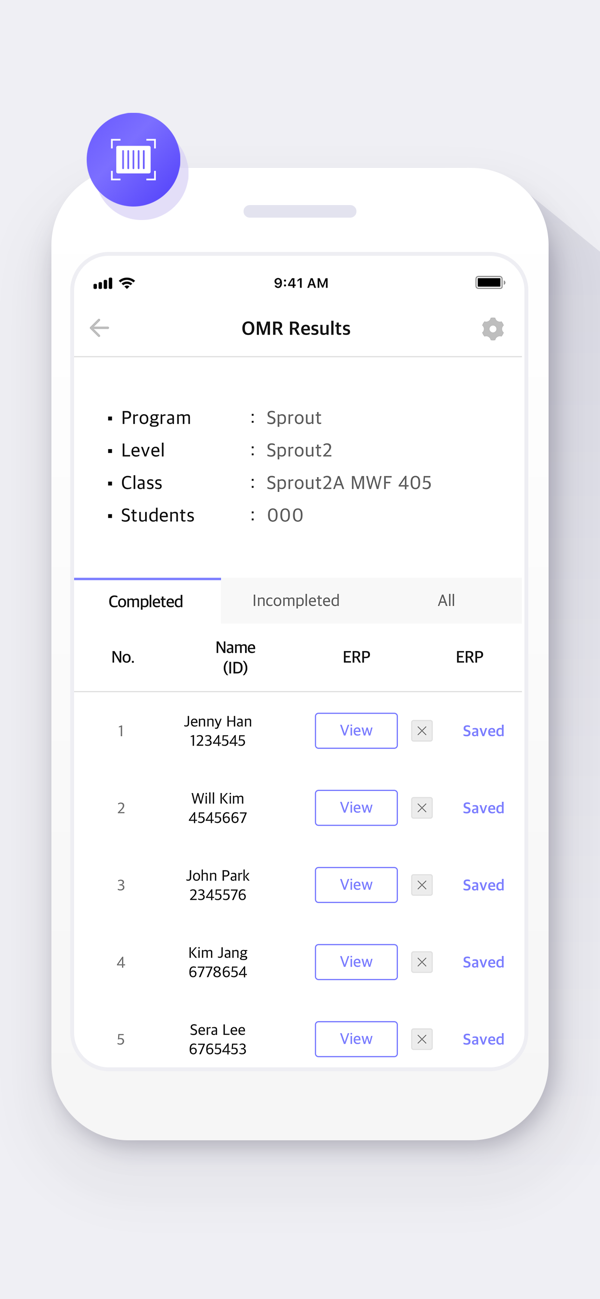 9:41 AM
OMR Results
▪ Program : Sprout
▪ Level : Sprout2
▪ Class : Sprout2A MWF 405
▪ Students : 000
Completed Incompleted All
No. Name (ID) ERP ERP
1 Jenny Han 1234545 View Saved
2 Will Kim 4545667 View Saved
3 John Park 2345576 View Saved
4 Kim Jang 6778654 View Saved
5 Sera Lee 6765453 View Saved